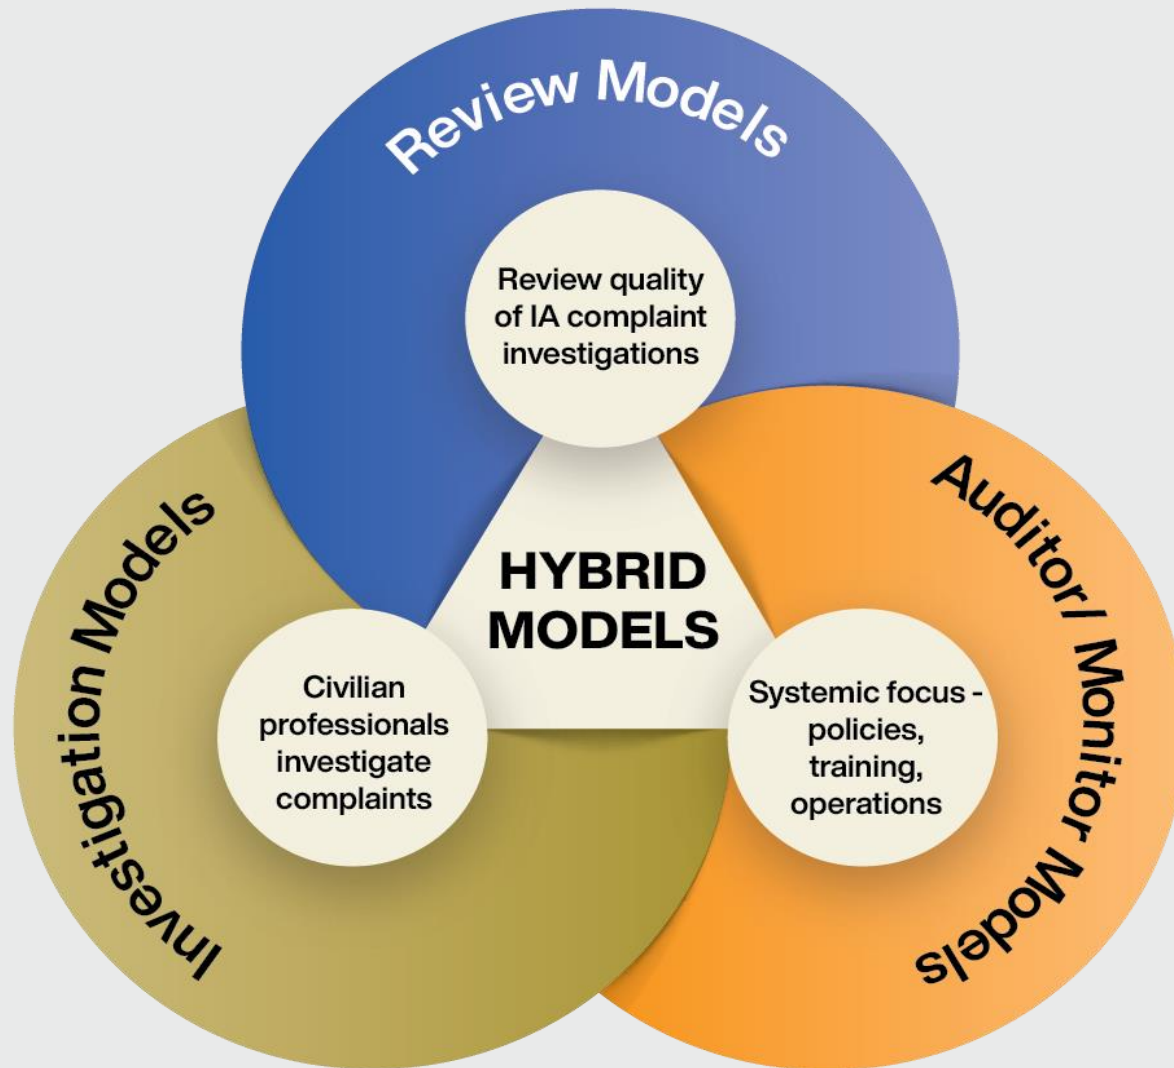 Review Models
Review quality
of IA complaint
investigations
HYBRID
MODELS
Investigation Models
Civilian
professionals
investigate
complaints
Auditor/ Monitor Models
Systemic focus -
policies,
training,
operations